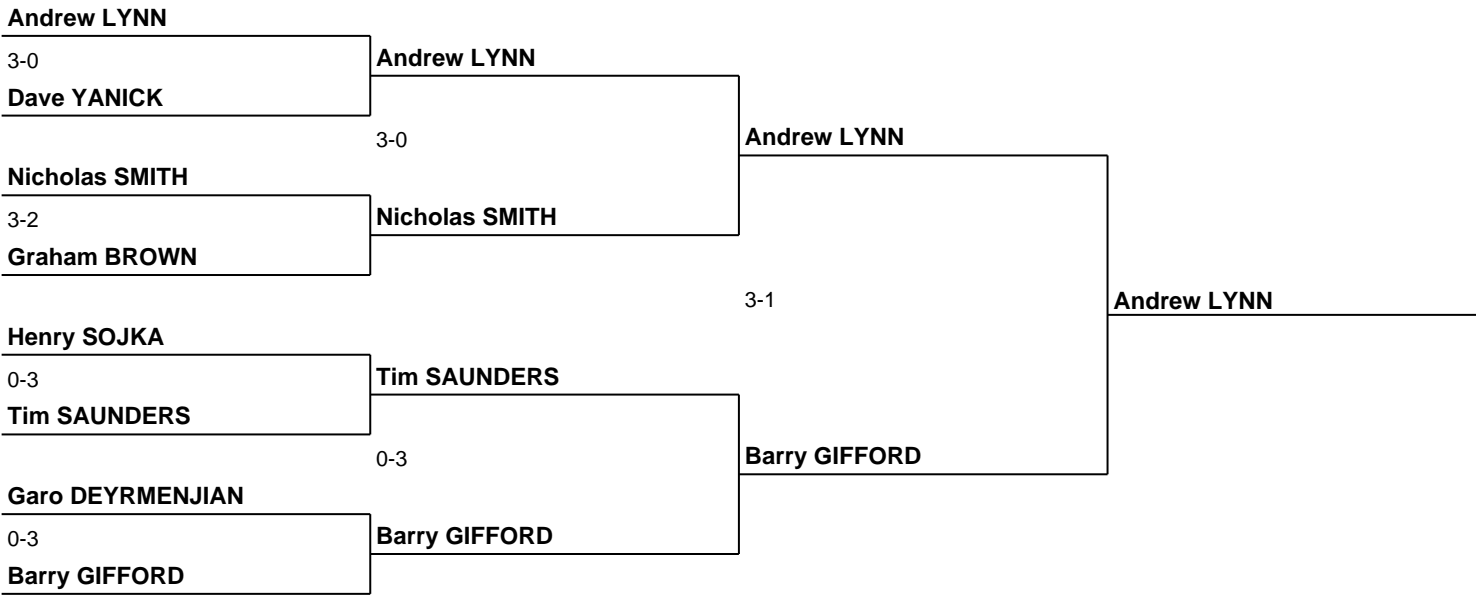 Andrew LYNN
3-0
Dave YANICK
Nicholas SMITH
3-2
Graham BROWN
Henry SOJKA
0-3
Tim SAUNDERS
Garo DEYRMENJIAN
0-3
Barry GIFFORD
Andrew LYNN
3-0
Nicholas SMITH
Tim SAUNDERS
0-3
Barry GIFFORD
Andrew LYNN
3-1
Barry GIFFORD
Andrew LYNN